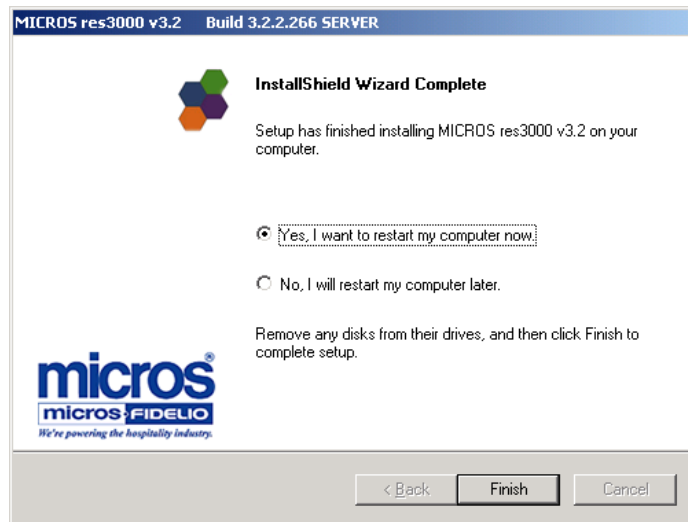 MICROS res3000 v3.2 Build 3.2.2.266 SERVER
InstallShield Wizard Complete
Setup has finished installing MICROS res3000 v3.2 on your
computer.
Yes, I want to restart my computer now.
No, I will restart my computer later.
Remove any disks from their drives, and then click Finish to
complete setup.
micros®
micros FIDELIO
We're powering the hospitality industry.
< Back Finish Cancel